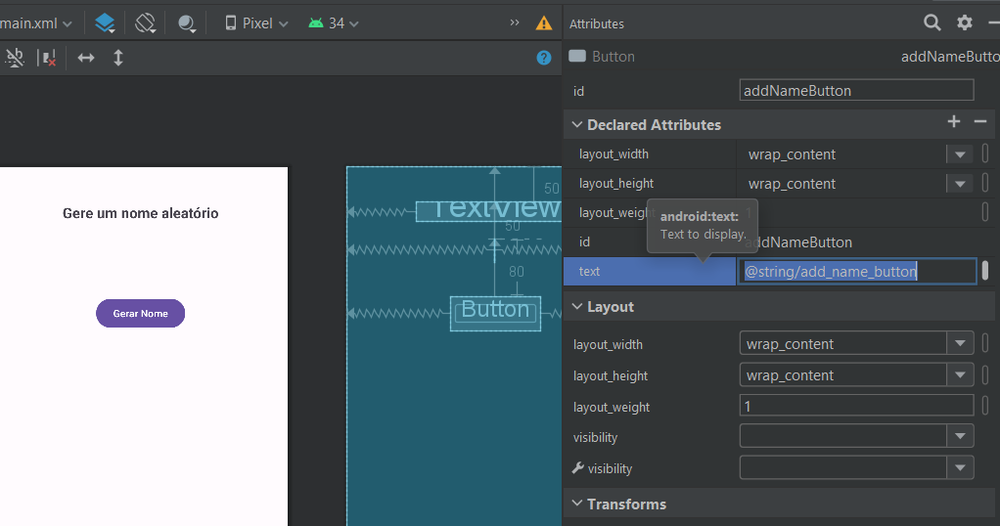 main.xml
Pixel
34
»
Attributes
Button
addNameButto
id
addNameButton
Declared Attributes
layout_width
wrap_content
layout_height
wrap_content
layout_weight
1
android:text:
Text to display.
id
addNameButton
text
@string/add_name_button
Layout
layout_width
wrap_content
layout_height
wrap_content
layout_weight
1
visibility
visibility
Transforms
Gere um nome aleatório
Gerar Nome
50
TextView
50
80
Button